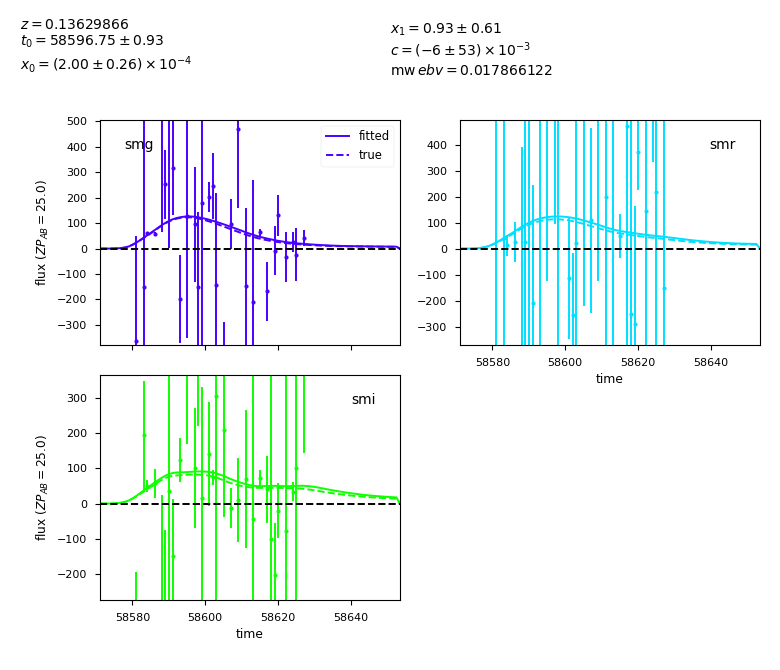 z = 0.13629866
t₀ = 58596.75 ± 0.93
x₀ = (2.00 ± 0.26) × 10⁻⁴
x₁ = 0.93 ± 0.61
c = (−6 ± 53) × 10⁻³
mw ebv = 0.017866122
500
400
300
200
100
0
−100
−200
−300
flux (ZP_AB = 25.0)
smg
fitted
true
400
300
200
100
0
−100
−200
−300
smr
58580
58600
58620
58640
time
300
200
100
0
−100
−200
flux (ZP_AB = 25.0)
smi
58580
58600
58620
58640
time